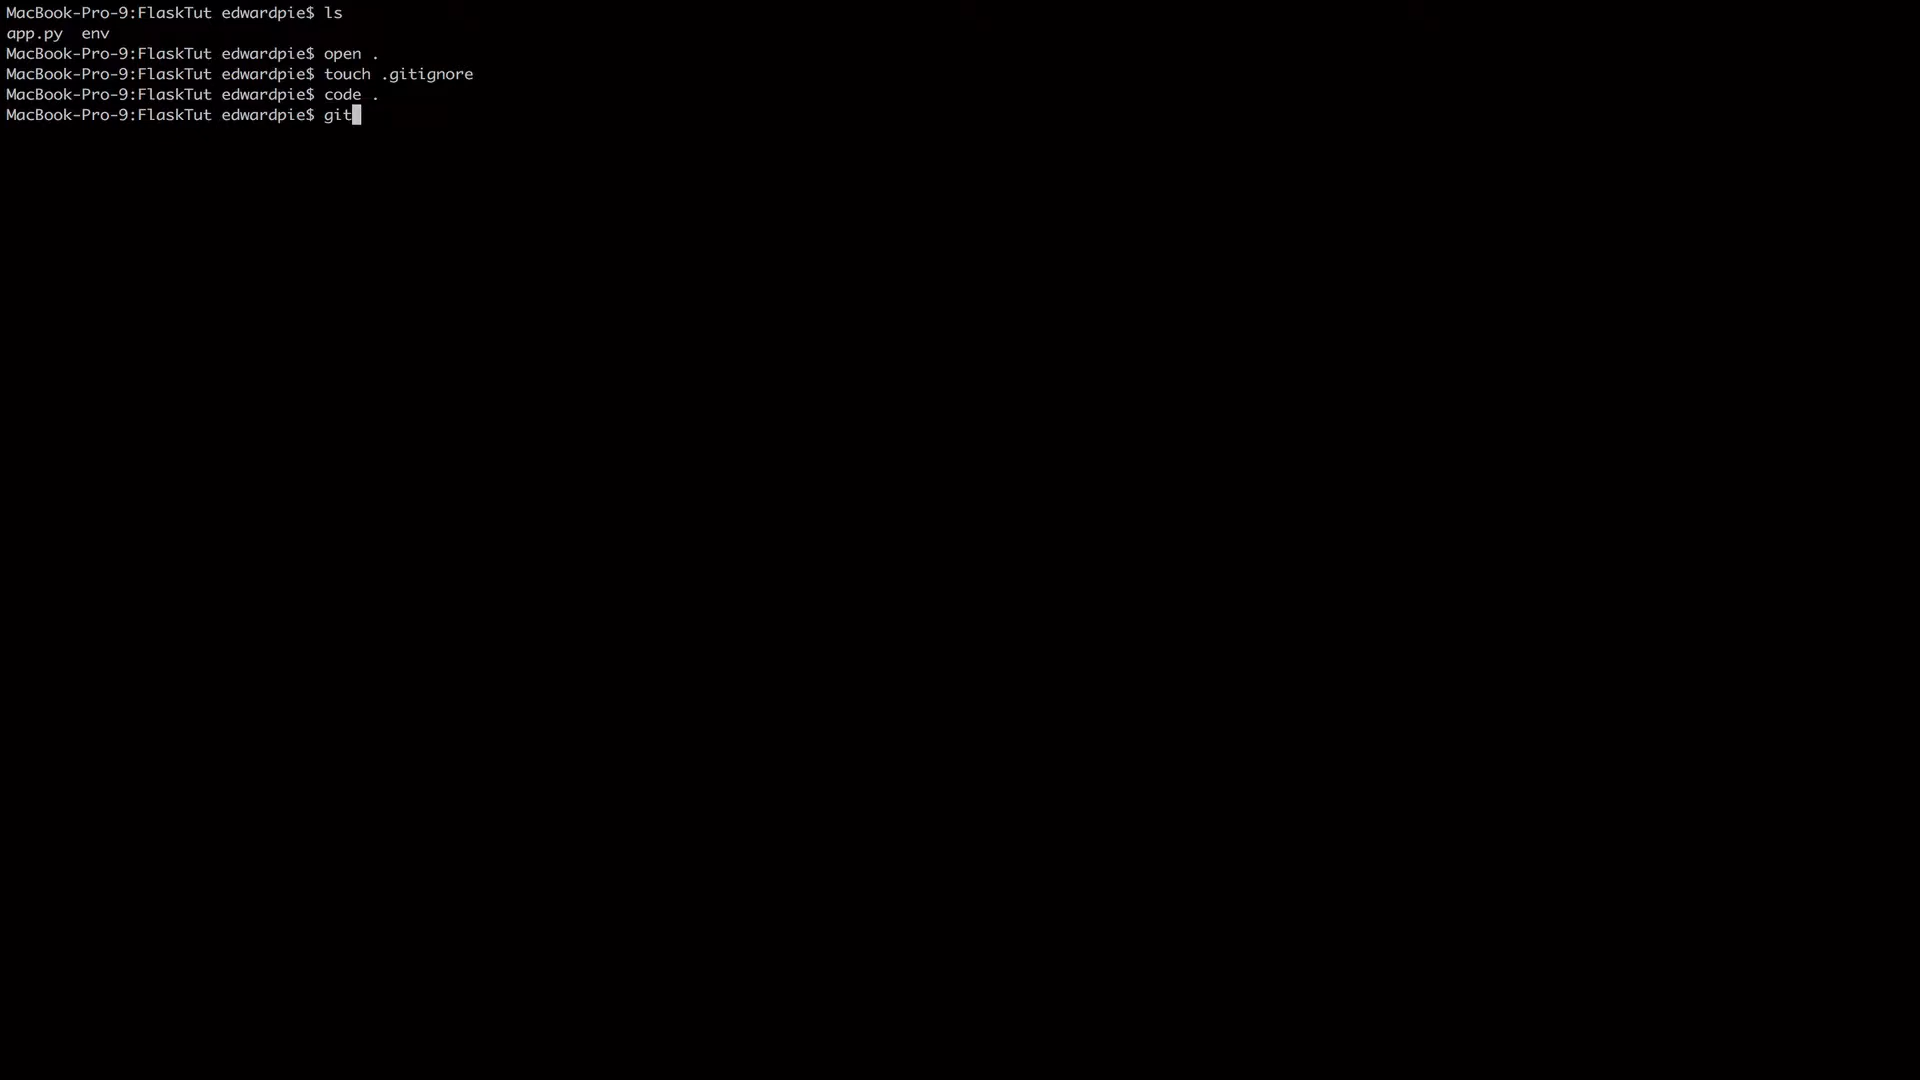 MacBook-Pro-9:FlaskTut edwardpie$ ls
app.py  env
MacBook-Pro-9:FlaskTut edwardpie$ open .
MacBook-Pro-9:FlaskTut edwardpie$ touch .gitignore
MacBook-Pro-9:FlaskTut edwardpie$ code .
MacBook-Pro-9:FlaskTut edwardpie$ git